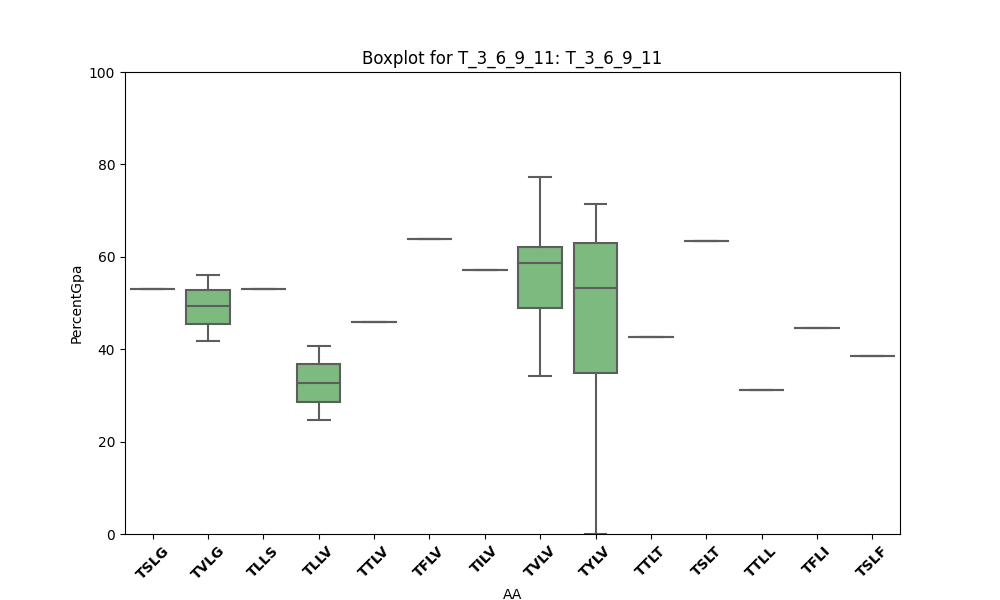 Boxplot for T_3_6_9_11: T_3_6_9_11
100
80
60
40
20
0
PercentGpa
TSLG TVLG TLLS TLLV TTLV TFLV TILV TVLV TYLV TTLT TSLT TTLL TFLI TSLF
AA